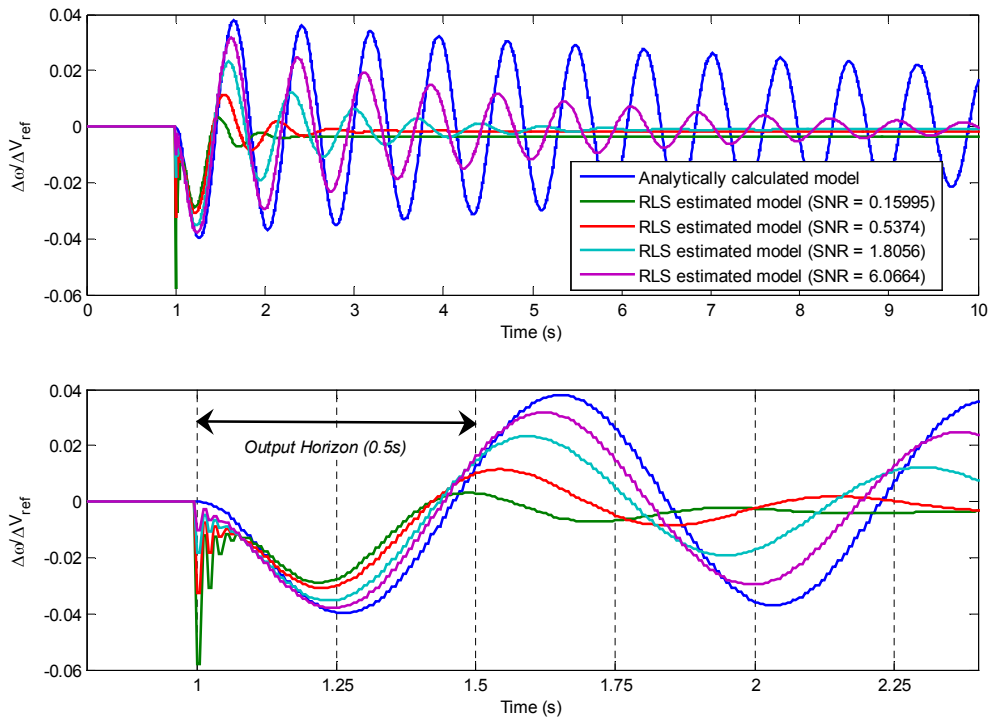 0.04
0.02
0
-0.02
-0.04
-0.06
Δω/ΔV_ref
0 1 2 3 4 5 6 7 8 9 10
Time (s)
Analytically calculated model
RLS estimated model (SNR = 0.15995)
RLS estimated model (SNR = 0.5374)
RLS estimated model (SNR = 1.8056)
RLS estimated model (SNR = 6.0664)
0.04
0.02
0
-0.02
-0.04
-0.06
Δω/ΔV_ref
Output Horizon (0.5s)
1 1.25 1.5 1.75 2 2.25
Time (s)